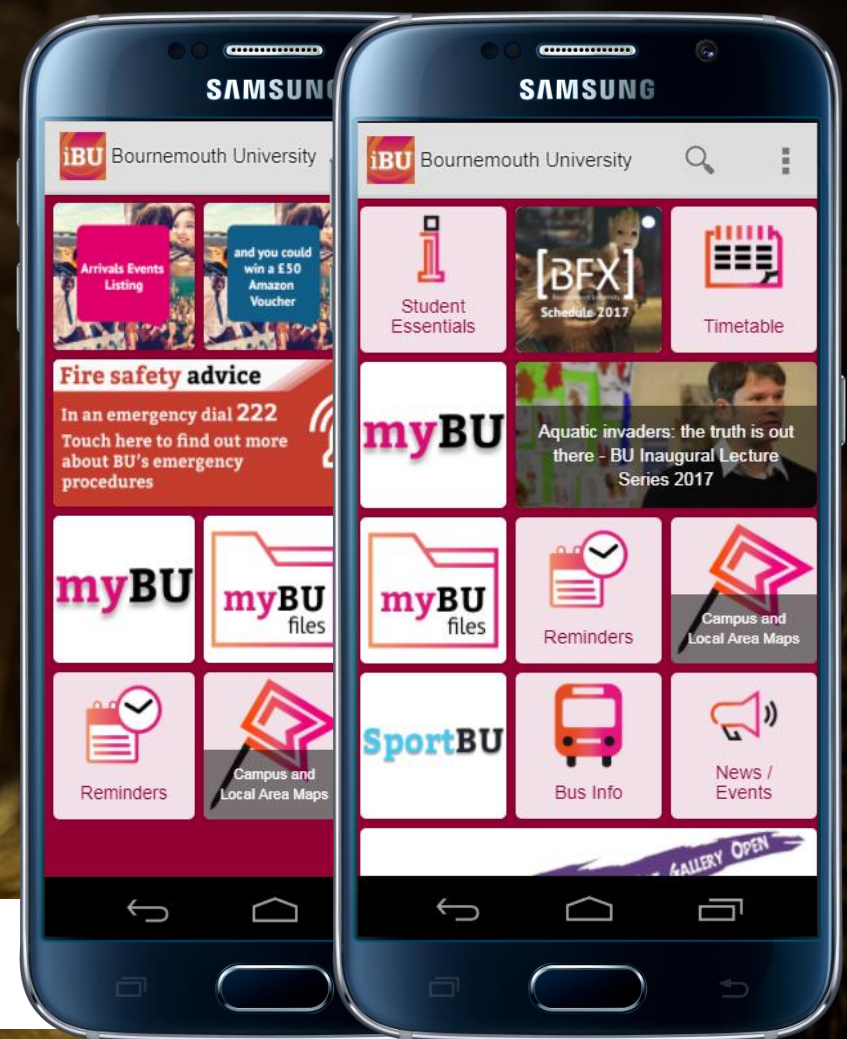 SAMSUNG
iBU Bournemouth University
Arrivals Events
Listing
and you could
win a £50
Amazon
Voucher
Fire safety advice
In an emergency dial 222
Touch here to find out more
about BU's emergency
procedures
myBU
myBU
files
Reminders
Campus and
Local Area Maps
SAMSUNG
iBU Bournemouth University
Student
Essentials
[BFX]
Bournemouth University
Schedule 2017
Timetable
myBU
Aquatic invaders: the truth is out
there - BU Inaugural Lecture
Series 2017
myBU
files
Reminders
Campus and
Local Area Maps
SportBU
Bus Info
News /
Events
GALLERY OPEN